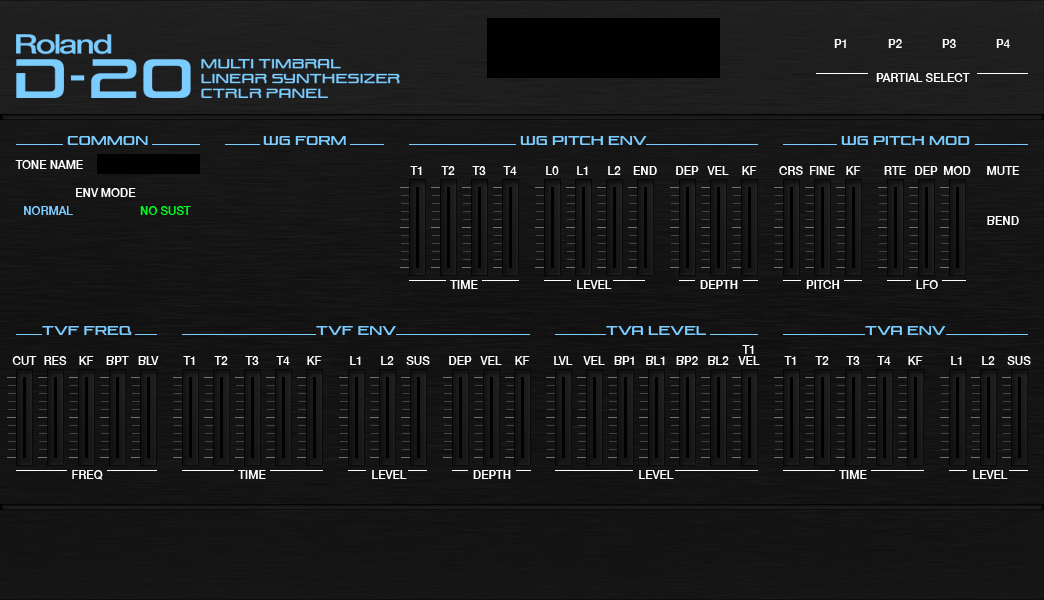 Roland
D-20
MULTI TIMBRAL
LINEAR SYNTHESIZER
CTRLR PANEL
P1 P2 P3 P4
PARTIAL SELECT
COMMON
TONE NAME
ENV MODE
NORMAL NO SUST
WG FORM
WG PITCH ENV
T1 T2 T3 T4 L0 L1 L2 END DEP VEL KF
TIME LEVEL DEPTH
WG PITCH MOD
CRS FINE KF RTE DEP MOD MUTE
BEND
PITCH LFO
TVF FREQ
CUT RES KF BPT BLV
FREQ
TVF ENV
T1 T2 T3 T4 KF L1 L2 SUS DEP VEL KF
TIME LEVEL DEPTH
TVA LEVEL
LVL VEL BP1 BL1 BP2 BL2 T1 VEL
LEVEL
TVA ENV
T1 T2 T3 T4 KF L1 L2 SUS
TIME LEVEL